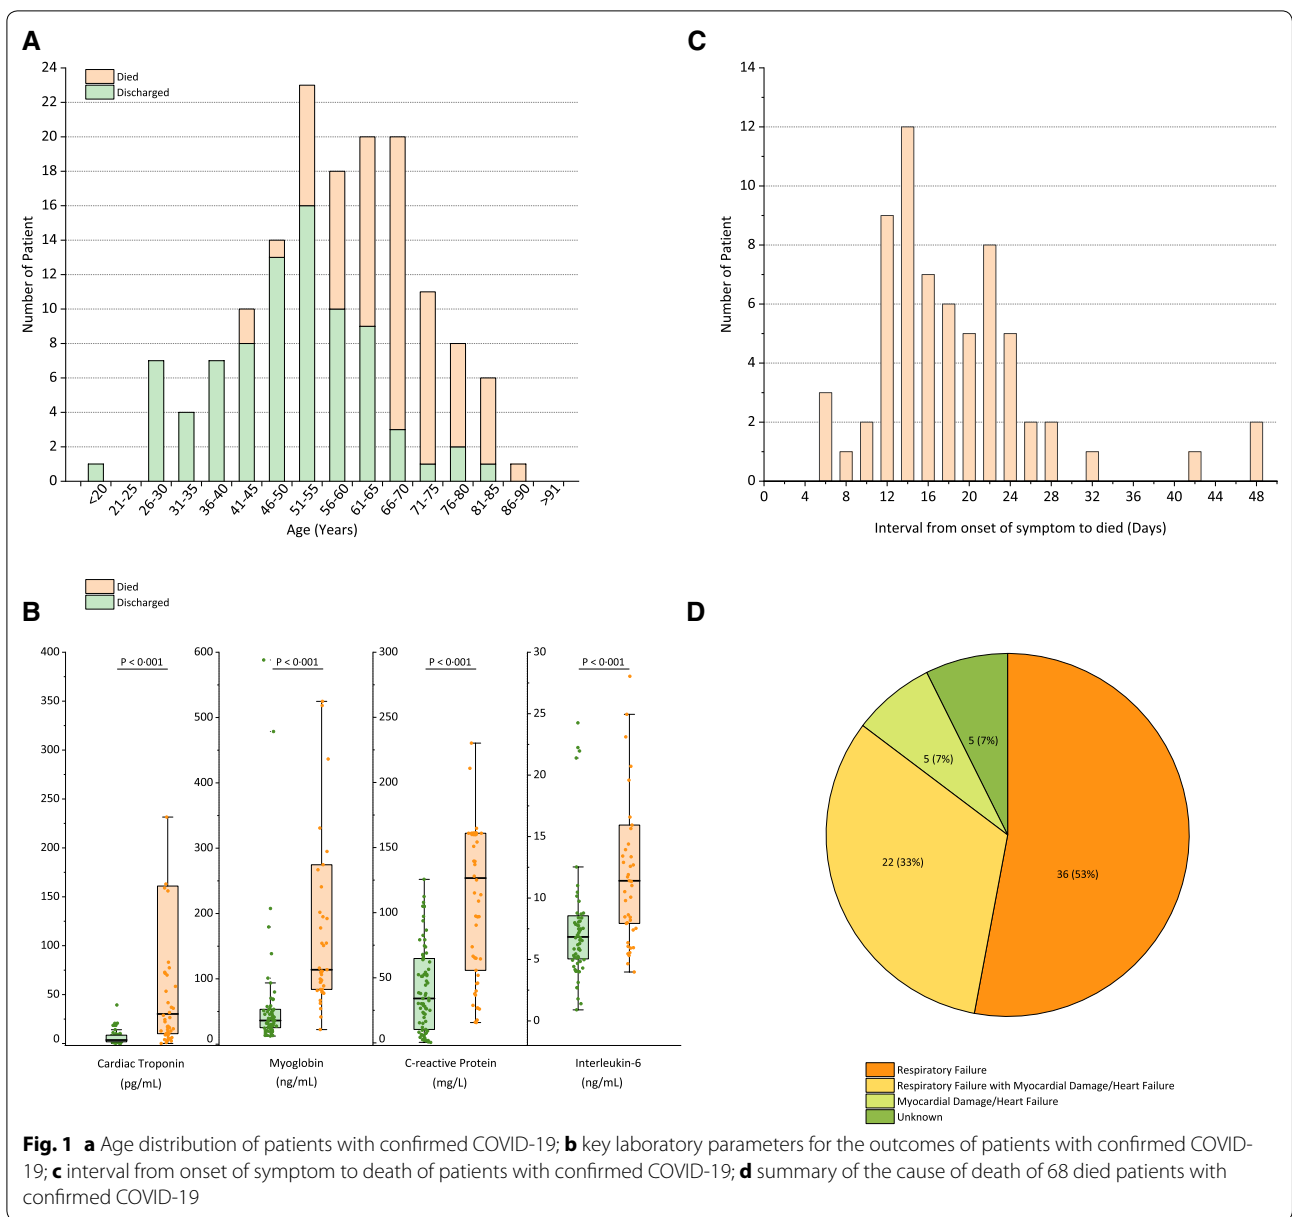 A
Died
Discharged
24
22
20
18
16
14
12
10
8
6
4
2
0
Number of Patient
<20
21-25
26-30
31-35
36-40
41-45
46-50
51-55
56-60
61-65
66-70
71-75
76-80
81-85
86-90
>91
Age (Years)
C
14
12
10
8
6
4
2
0
Number of Patient
0
4
8
12
16
20
24
28
32
36
40
44
48
Interval from onset of symptom to died (Days)
B
Died
Discharged
400
350
300
250
200
150
100
50
0
P < 0·001
Cardiac Troponin
(pg/mL)
600
500
400
300
200
100
0
P < 0·001
Myoglobin
(ng/mL)
300
250
200
150
100
50
0
P < 0·001
C-reactive Protein
(mg/L)
30
25
20
15
10
5
0
P < 0·001
Interleukin-6
(ng/mL)
D
5 (7%)
5 (7%)
22 (33%)
36 (53%)
Respiratory Failure
Respiratory Failure with Myocardial Damage/Heart Failure
Myocardial Damage/Heart Failure
Unknown
Fig. 1 a Age distribution of patients with confirmed COVID-19; b key laboratory parameters for the outcomes of patients with confirmed COVID-
19; c interval from onset of symptom to death of patients with confirmed COVID-19; d summary of the cause of death of 68 died patients with
confirmed COVID-19